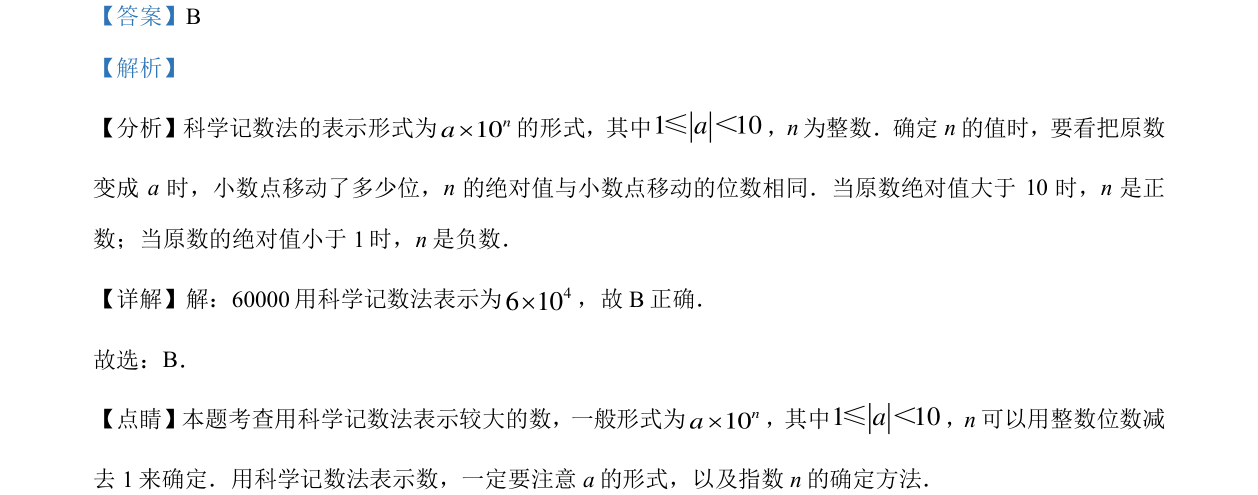 【答案】B
【解析】
【分析】科学记数法的表示形式为a×10ⁿ的形式，其中1≤|a|<10，n为整数．确定n的值时，要看把原数
变成a时，小数点移动了多少位，n的绝对值与小数点移动的位数相同．当原数绝对值大于10时，n是正
数；当原数的绝对值小于1时，n是负数．
【详解】解：60000用科学记数法表示为6×10⁴，故B正确．
故选：B．
【点睛】本题考查用科学记数法表示较大的数，一般形式为a×10ⁿ，其中1≤|a|<10，n可以用整数位数减
去1来确定．用科学记数法表示数，一定要注意a的形式，以及指数n的确定方法．